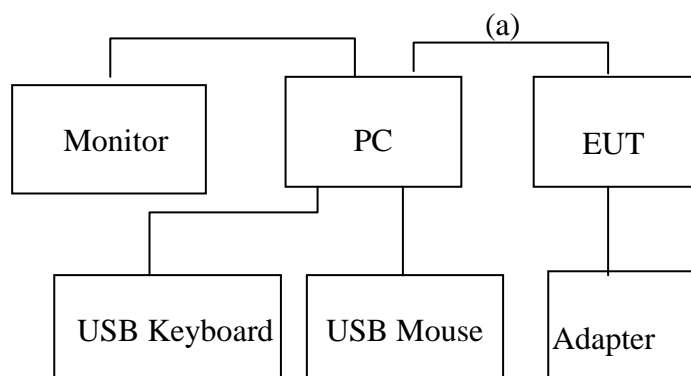 (a)
Monitor
PC
EUT
USB Keyboard
USB Mouse
Adapter